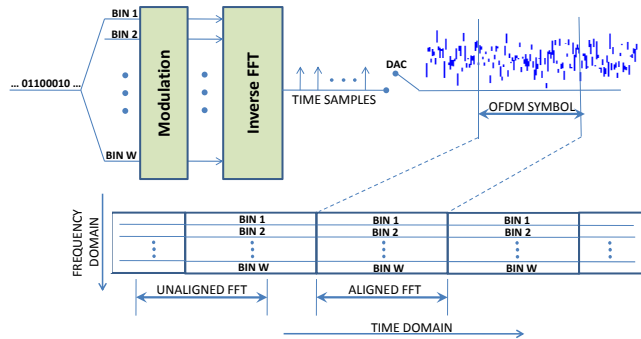 BIN 1
BIN 2
... 01100010 ...
BIN W
Modulation
Inverse FFT
TIME SAMPLES
DAC
OFDM SYMBOL
FREQUENCY
DOMAIN
BIN 1 BIN 1 BIN 1
BIN 2 BIN 2 BIN 2
BIN W BIN W BIN W
UNALIGNED FFT ALIGNED FFT
TIME DOMAIN